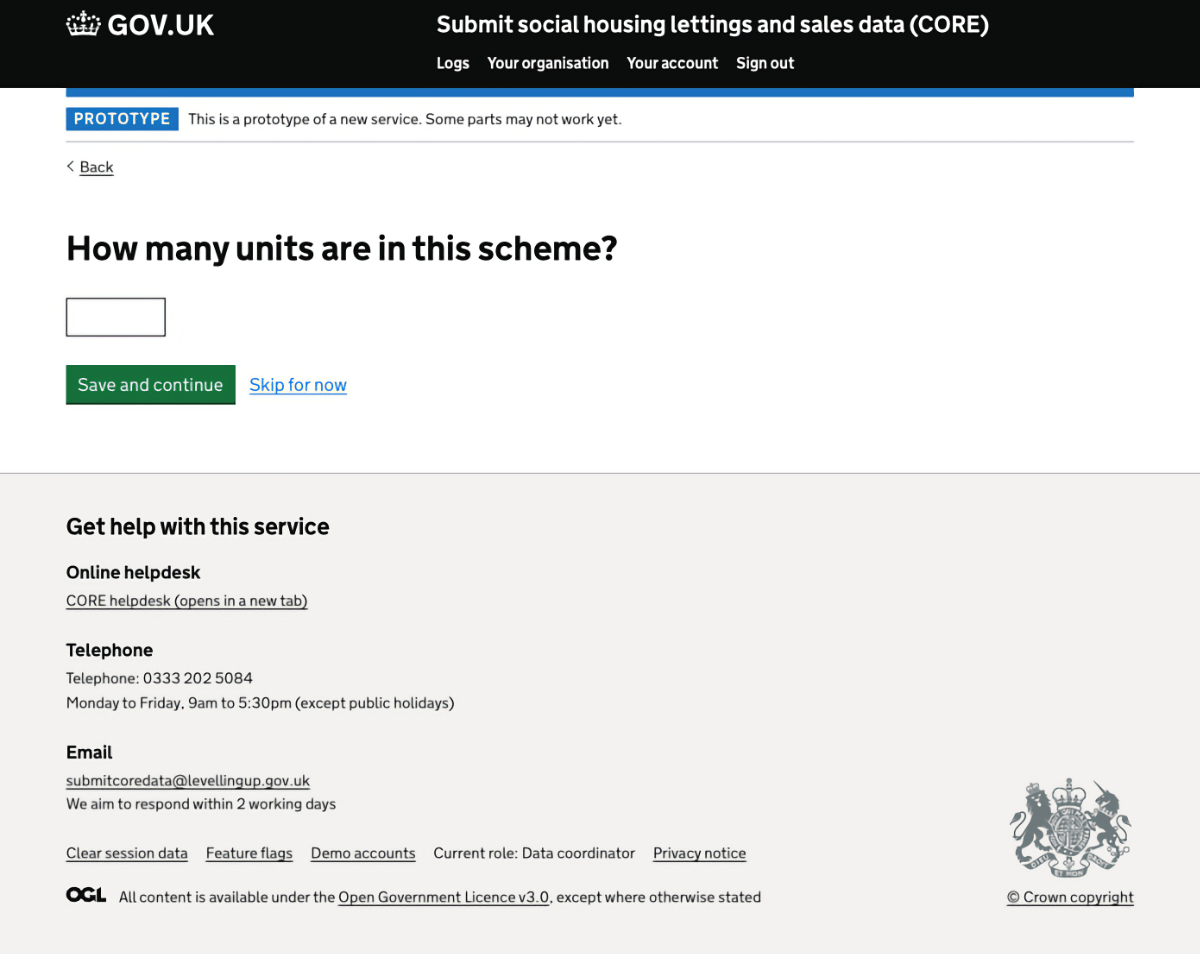 GOV.UK
Submit social housing lettings and sales data (CORE)
Logs Your organisation Your account Sign out
PROTOTYPE This is a prototype of a new service. Some parts may not work yet.
Back
How many units are in this scheme?
Save and continue Skip for now
Get help with this service
Online helpdesk
CORE helpdesk (opens in a new tab)
Telephone
Telephone: 0333 202 5084
Monday to Friday, 9am to 5:30pm (except public holidays)
Email
submitcoredata@levellingup.gov.uk
We aim to respond within 2 working days
Clear session data Feature flags Demo accounts Current role: Data coordinator Privacy notice
OGL All content is available under the Open Government Licence v3.0, except where otherwise stated
© Crown copyright